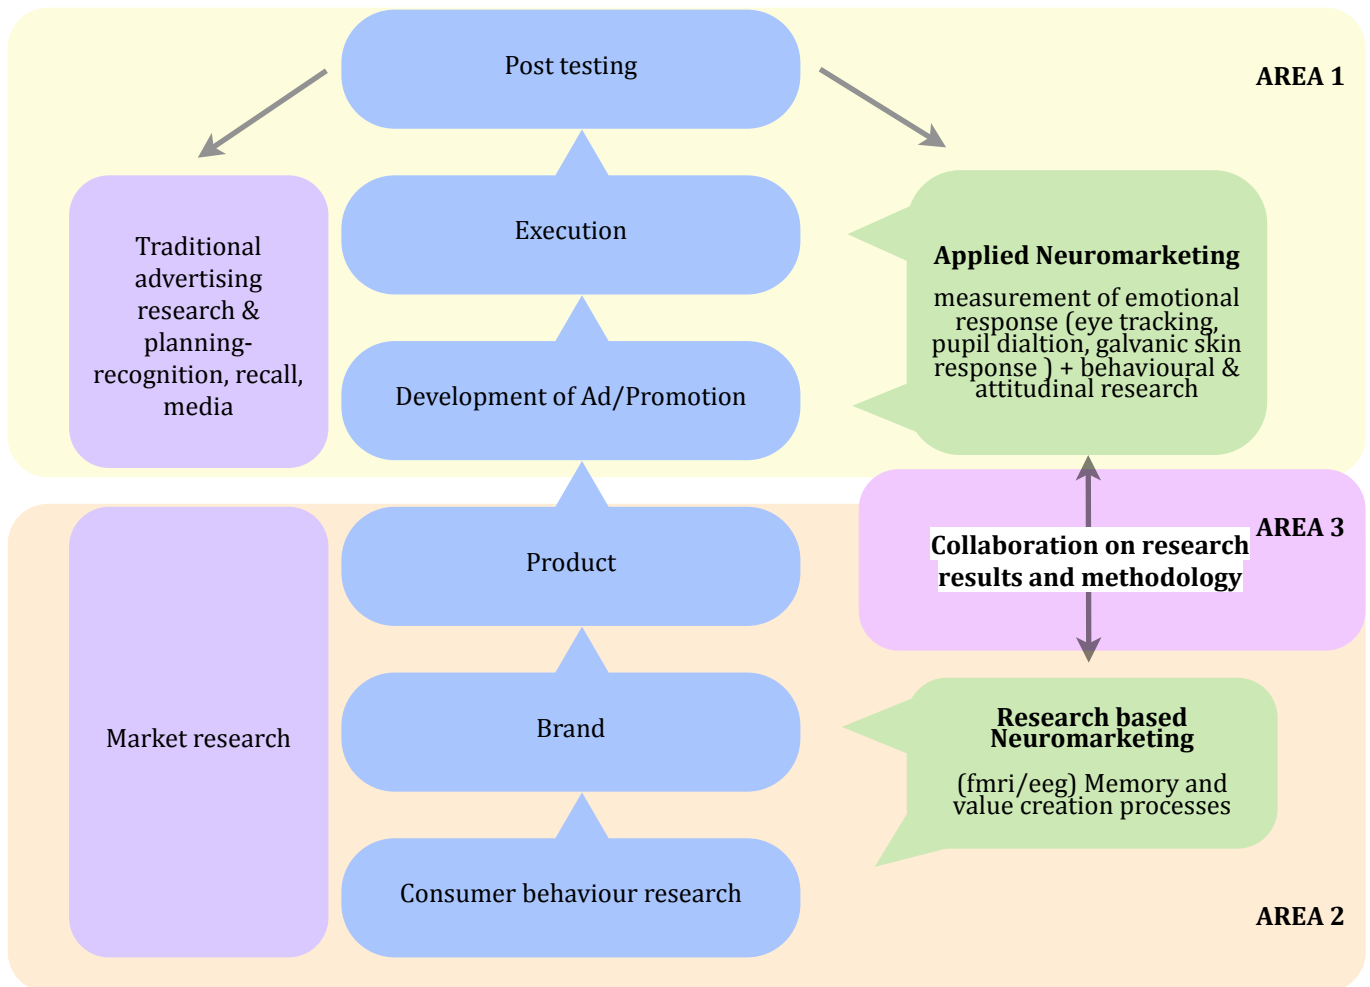 Post testing
AREA 1
Execution
Traditional
advertising
research &
planning-
recognition, recall,
media
Applied Neuromarketing
measurement of emotional
response (eye tracking,
pupil dialtion, galvanic skin
response ) + behavioural &
attitudinal research
Development of Ad/Promotion
Product
AREA 3
Collaboration on research
results and methodology
Market research
Brand
Research based
Neuromarketing
(fmri/eeg) Memory and
value creation processes
Consumer behaviour research
AREA 2